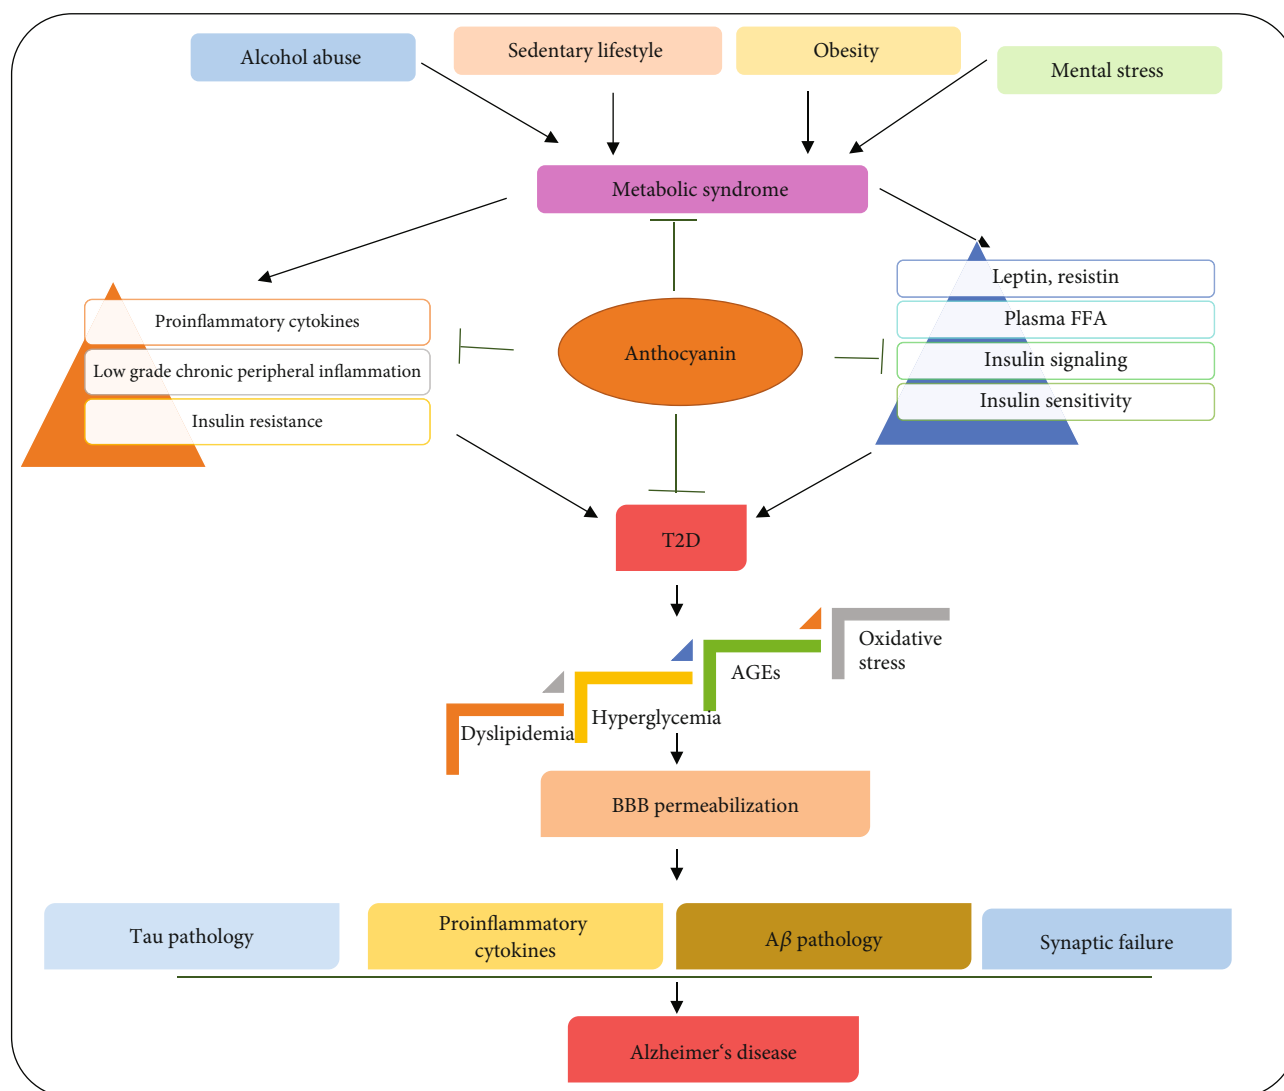 Alcohol abuse
Sedentary lifestyle
Obesity
Mental stress
Metabolic syndrome
Proinflammatory cytokines
Low grade chronic peripheral inflammation
Insulin resistance
Anthocyanin
Leptin, resistin
Plasma FFA
Insulin signaling
Insulin sensitivity
T2D
Dyslipidemia
Hyperglycemia
AGEs
Oxidative
stress
BBB permeabilization
Tau pathology
Proinflammatory
cytokines
Aβ pathology
Synaptic failure
Alzheimer‘s disease